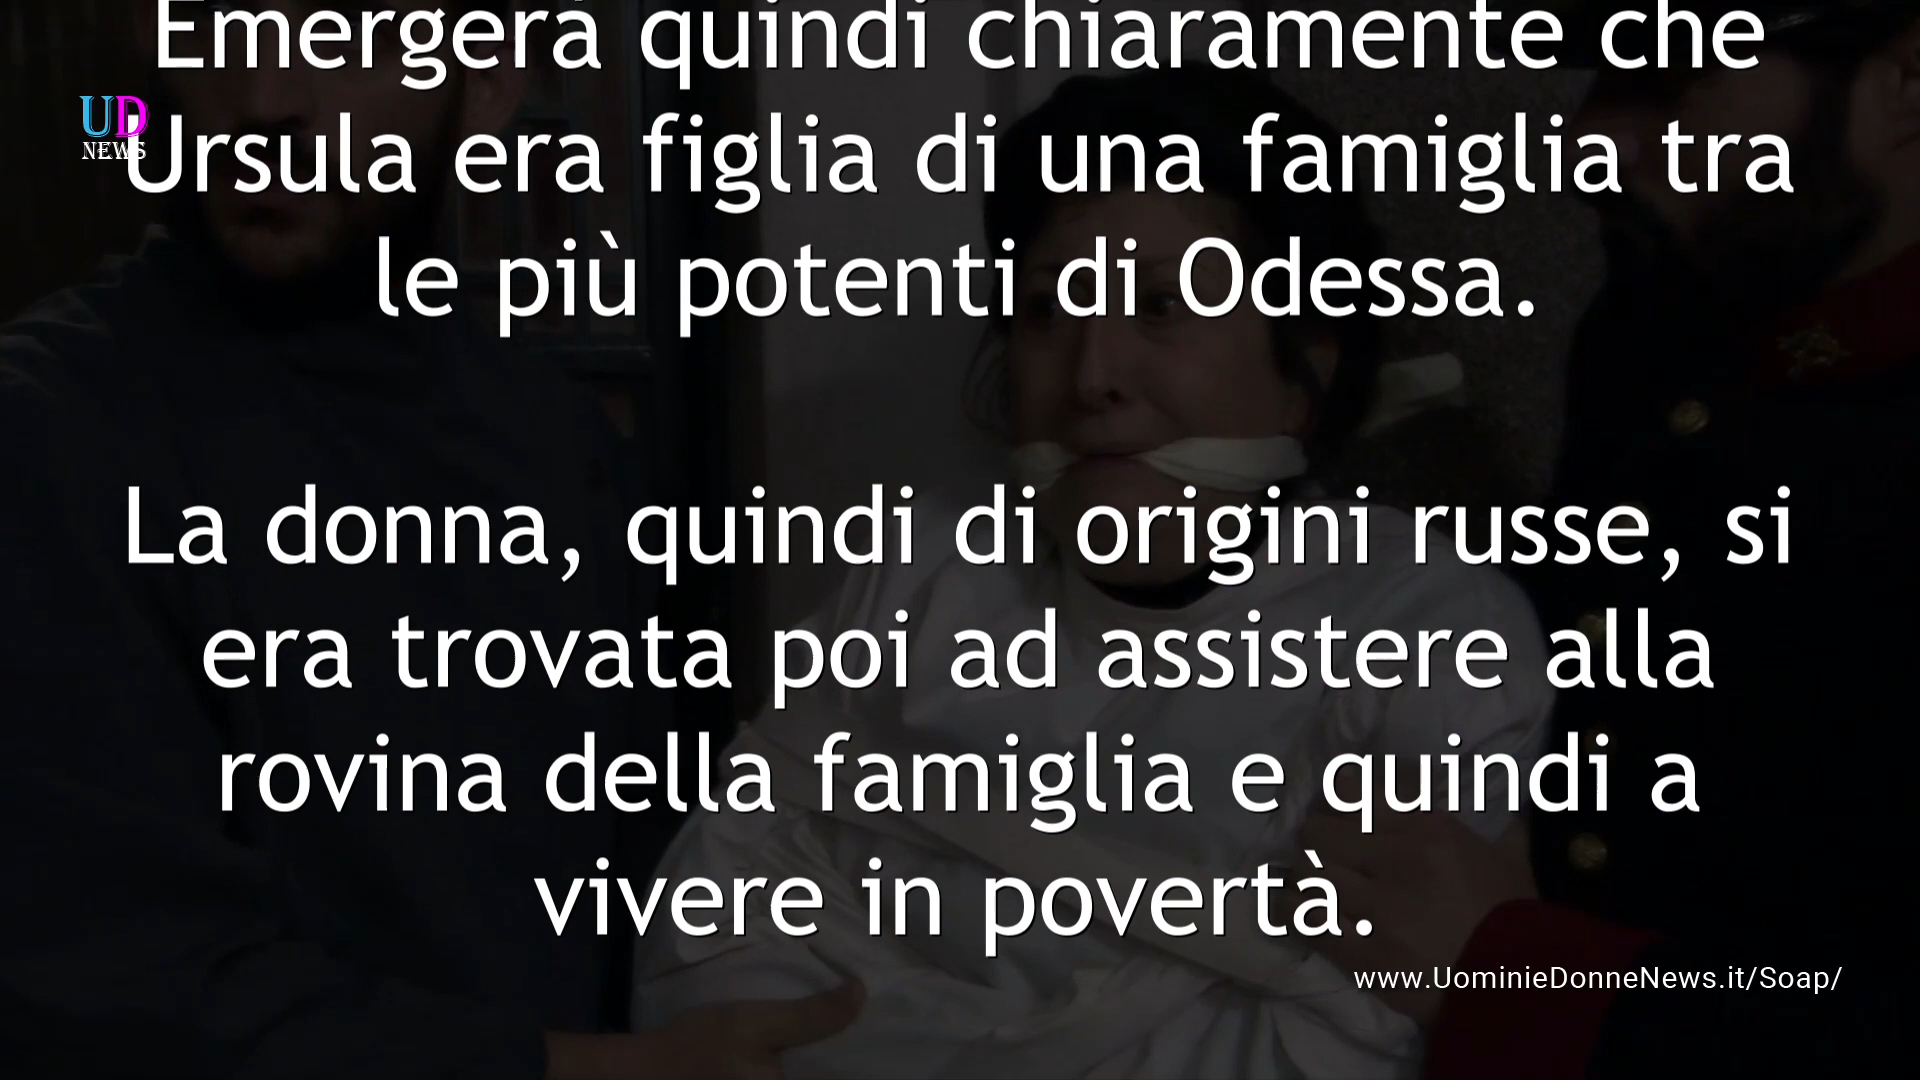 Emergerà quindi chiaramente che
UD
NEWS
Ursula era figlia di una famiglia tra
le più potenti di Odessa.
La donna, quindi di origini russe, si
era trovata poi ad assistere alla
rovina della famiglia e quindi a
vivere in povertà.
www.UominieDonneNews.it/Soap/